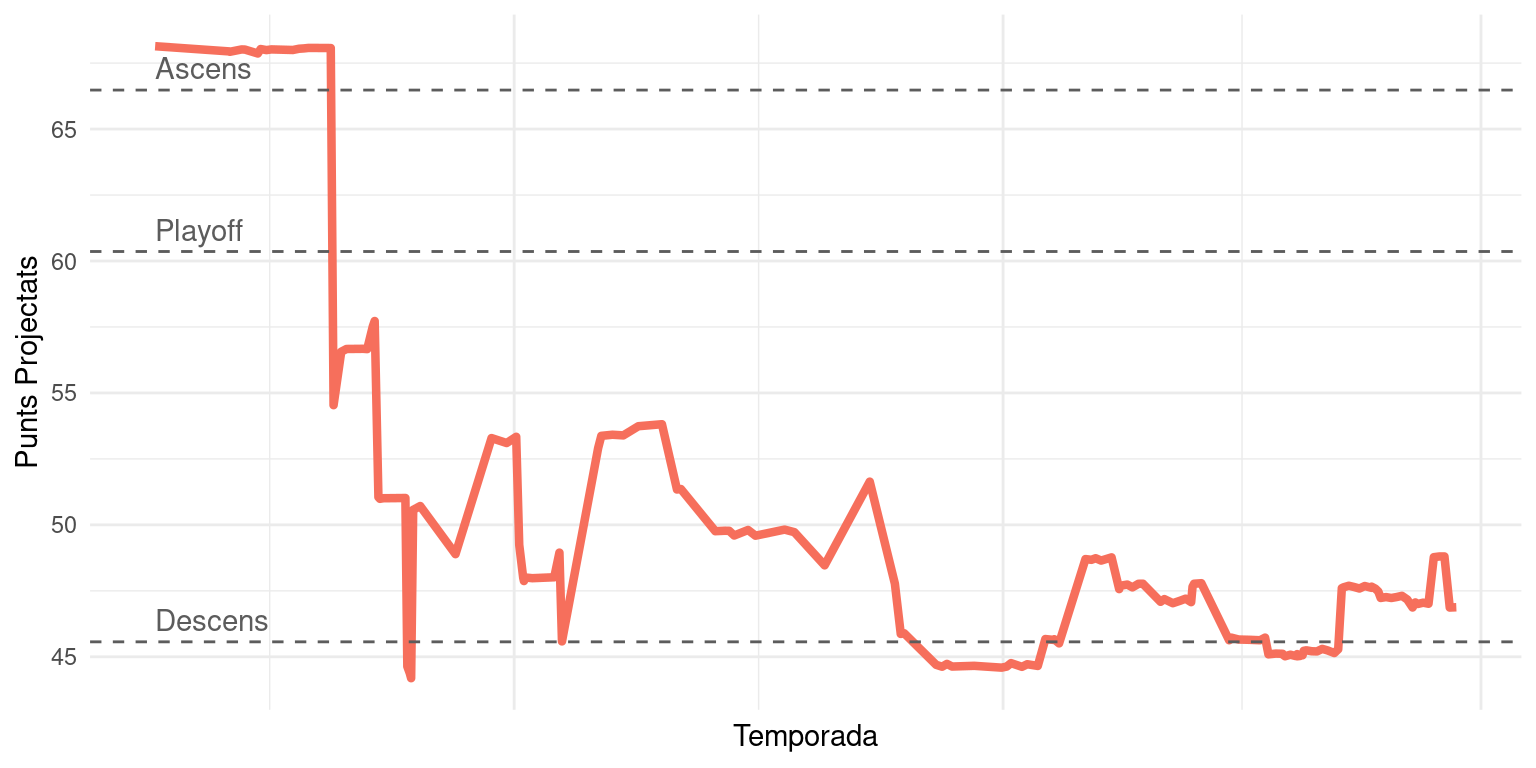 Ascens
65
Playoff
60
Punts Projectats
55
50
Descens
45
Temporada